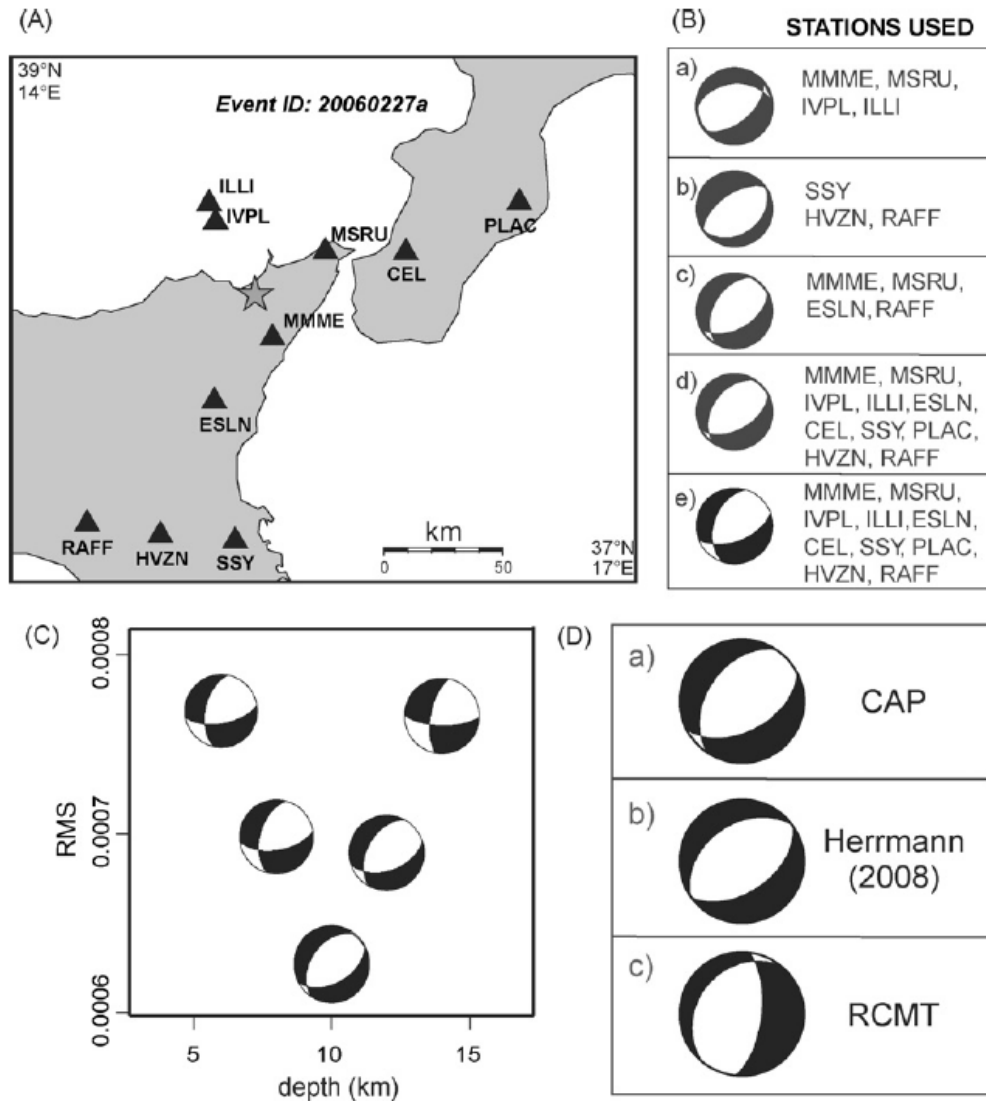 (A)
39°N
14°E
Event ID: 20060227a
ILLI
IVPL
MSRU
PLAC
CEL
MMME
ESLN
RAFF
HVZN
SSY
km
0
50
37°N
17°E
(B)
STATIONS USED
a)
MMME, MSRU,
IVPL, ILLI
b)
SSY
HVZN, RAFF
c)
MMME, MSRU,
ESLN, RAFF
d)
MMME, MSRU,
IVPL, ILLI, ESLN,
CEL, SSY, PLAC,
HVZN, RAFF
e)
MMME, MSRU,
IVPL, ILLI, ESLN,
CEL, SSY, PLAC,
HVZN, RAFF
(C)
RMS
0.0008
0.0007
0.0006
5
10
15
depth (km)
(D)
a)
CAP
b)
Herrmann
(2008)
c)
RCMT